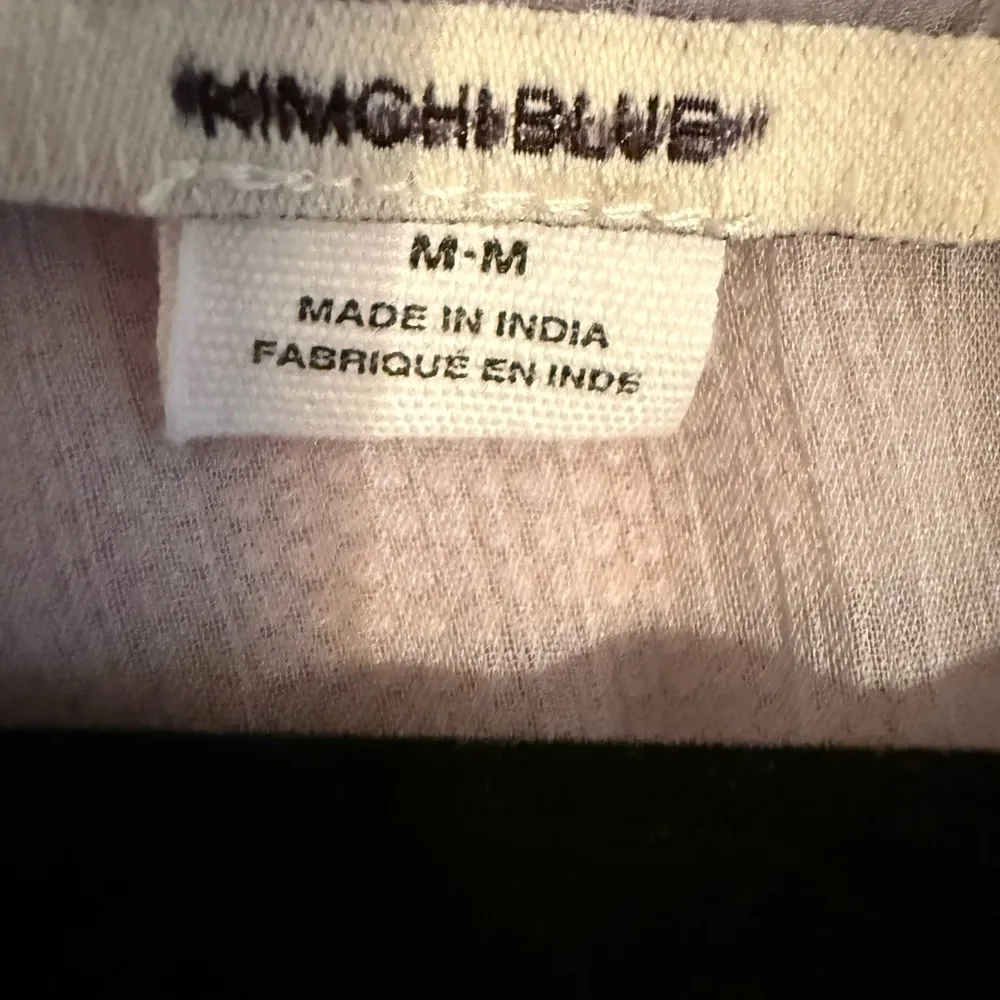 "KIMCHI BLUE"
M-M
MADE IN INDIA
FABRIQUÉ EN INDE